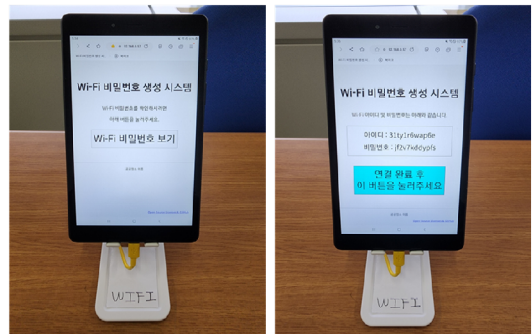 Wi-Fi 비밀번호 생성 시스템
Wi-Fi 비밀번호를 확인하시려면
아래 버튼을 눌러주세요.
Wi-Fi 비밀번호 보기
WIFI
Wi-Fi 비밀번호 생성 시스템
Wi-Fi 아이디 및 비밀번호는 아래와 같습니다
아이디 : 31ty1r6wap6e
비밀번호 : jf2v7kddypfs
연결 완료 후
이 버튼을 눌러주세요
WIFI